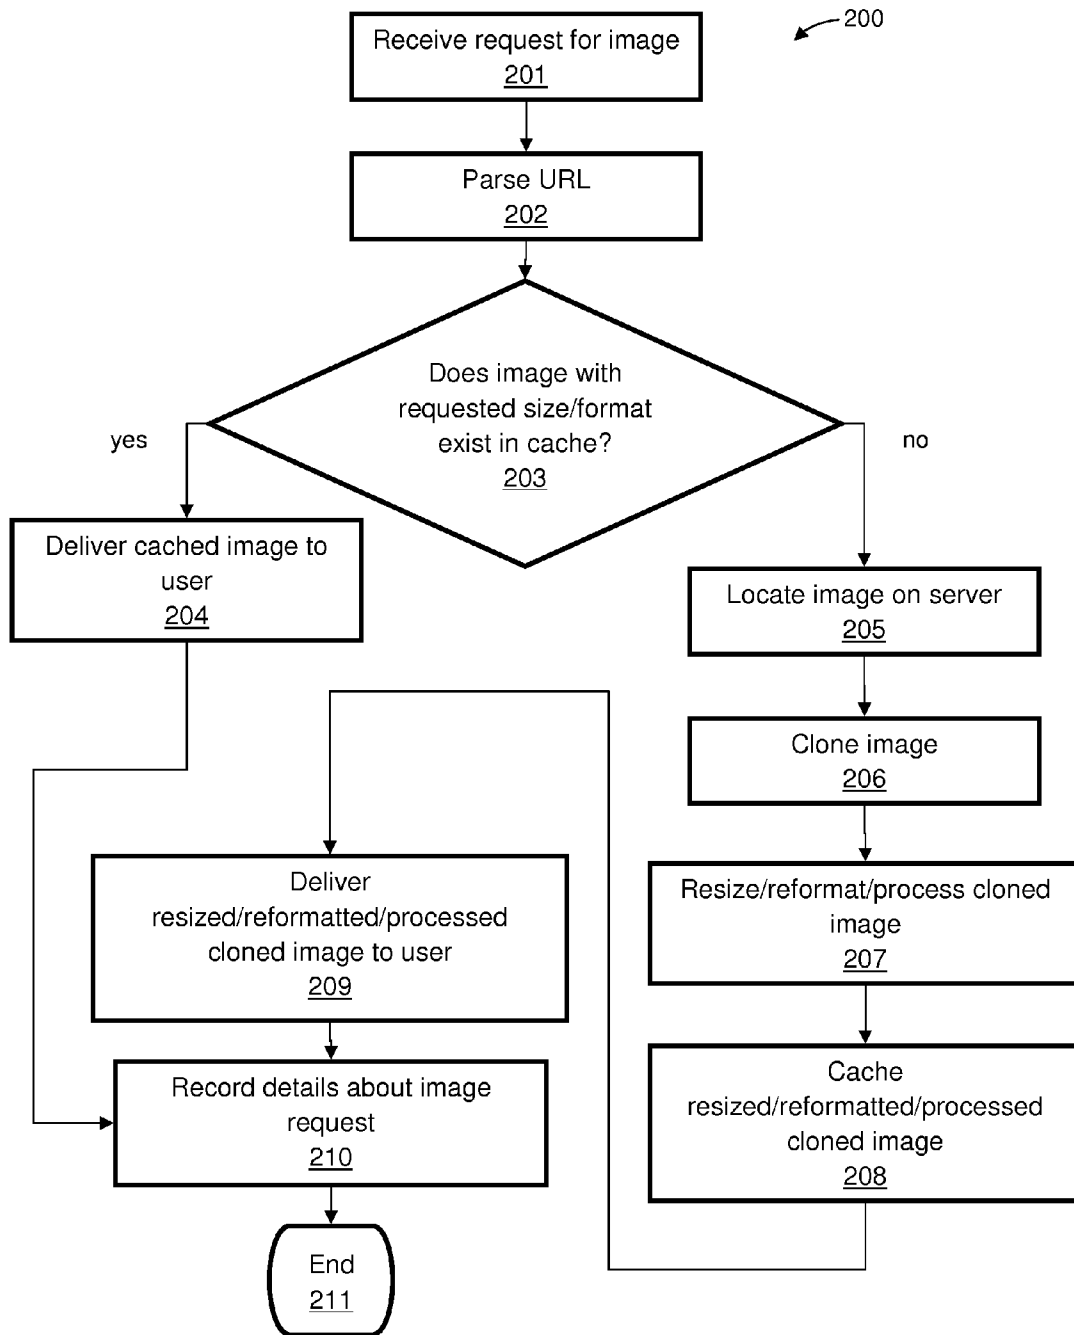 200
Receive request for image
201
Parse URL
202
Does image with
requested size/format
exist in cache?
203
yes
no
Deliver cached image to
user
204
Locate image on server
205
Clone image
206
Resize/reformat/process cloned
image
207
Cache
resized/reformatted/processed
cloned image
208
Deliver
resized/reformatted/processed
cloned image to user
209
Record details about image
request
210
End
211